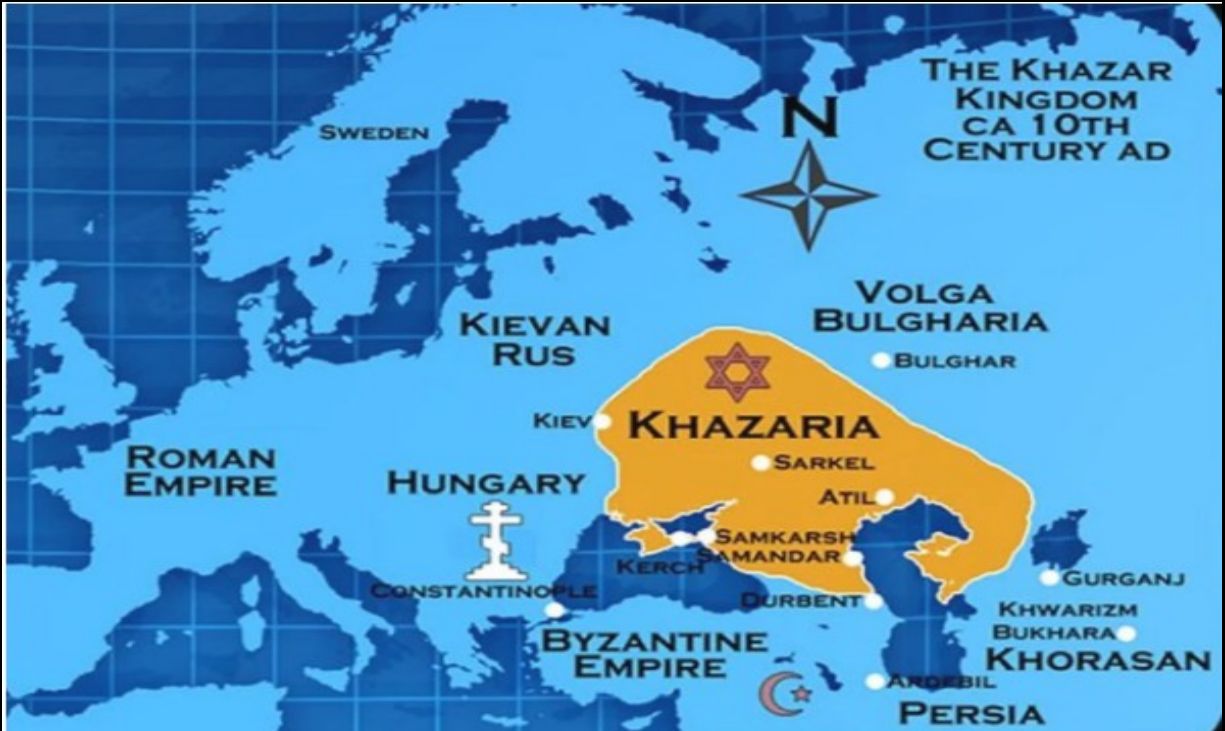 THE KHAZAR
KINGDOM
CA 10TH
CENTURY AD
N
SWEDEN
VOLGA
BULGHARIA
KIEVAN
RUS
BULGHAR
KIEV
KHAZARIA
ROMAN
EMPIRE
SARKEL
HUNGARY
ATIL
SAMKARSH
SAMANDAR
KERCH
GURGANJ
CONSTANTINOPLE
DURBENT
KHWARIZM
BUKHARA
BYZANTINE
EMPIRE
KHORASAN
ARDEBIL
PERSIA